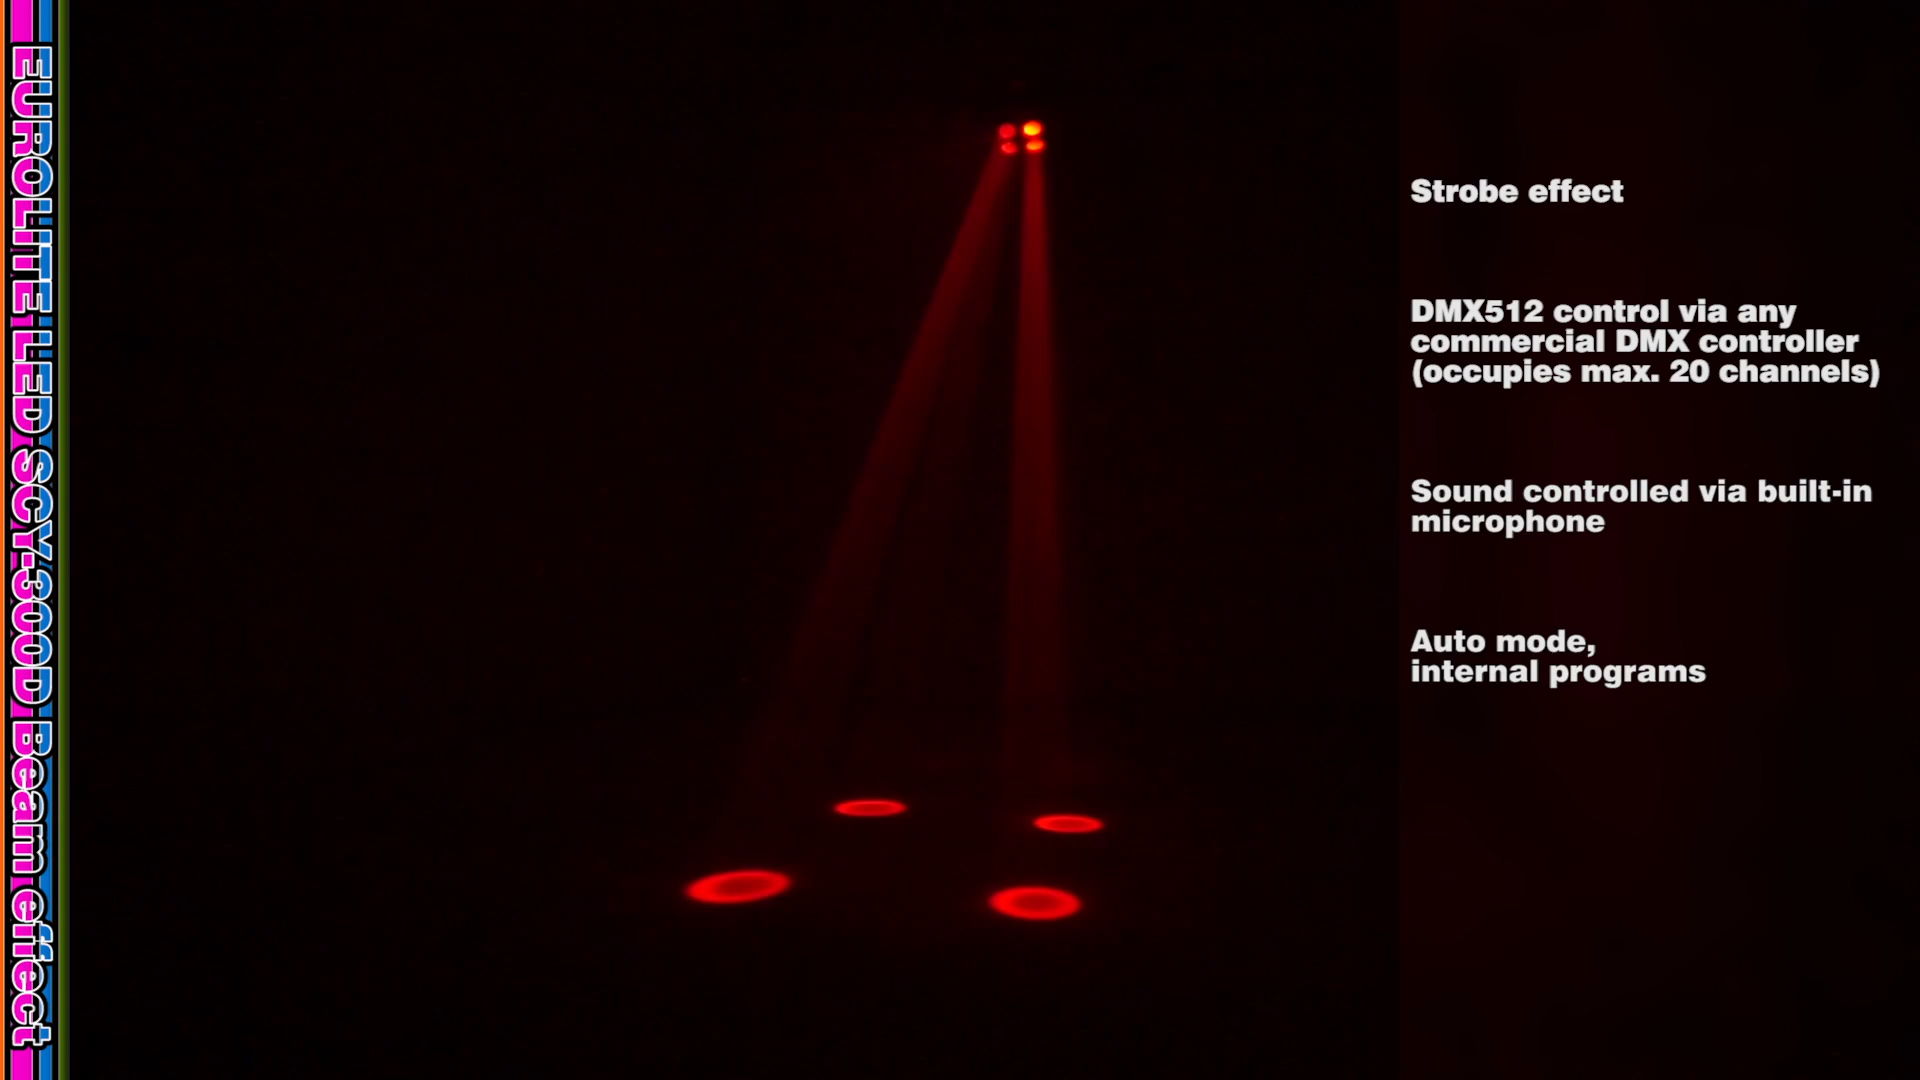 EUROLITE LED SCY-300D Beam effect
Strobe effect
DMX512 control via any
commercial DMX controller
(occupies max. 20 channels)
Sound controlled via built-in
microphone
Auto mode,
internal programs